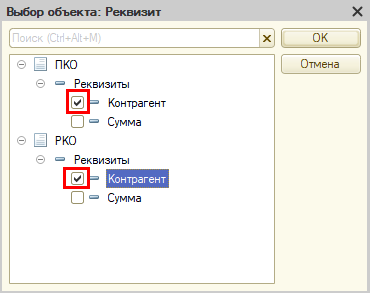 Выбор объекта: Реквизит
Поиск (Ctrl+Alt+M)
OK
Отмена
ПКО
Реквизиты
Контрагент
Сумма
РКО
Реквизиты
Контрагент
Сумма